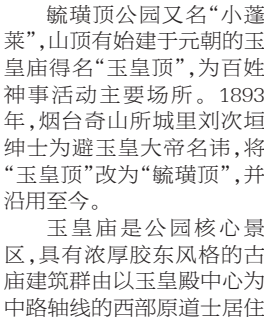 毓璜顶公园又名“小蓬
莱”,山顶有始建于元朝的玉
皇庙得名“玉皇顶”,为百姓
神事活动主要场所。1893
年,烟台奇山所城里刘次垣
绅士为避玉皇大帝名讳,将
“玉皇顶”改为“毓璜顶”,并
沿用至今。
玉皇庙是公园核心景
区,具有浓厚胶东风格的古
庙建筑群由以玉皇殿中心为
中路轴线的西部原道士居住